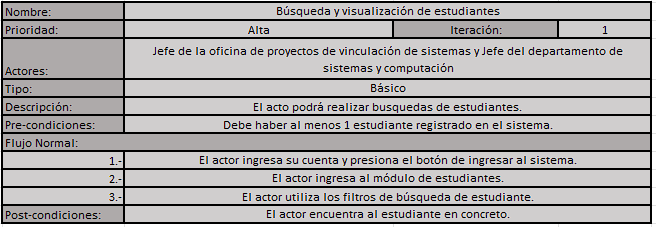 Nombre: Búsqueda y visualización de estudiantes
Prioridad: Alta Iteración: 1
Actores: Jefe de la oficina de proyectos de vinculación de sistemas y Jefe del departamento de
sistemas y computación
Tipo: Básico
Descripción: El acto podrá realizar busquedas de estudiantes.
Pre-condiciones: Debe haber al menos 1 estudiante registrado en el sistema.
Flujo Normal:
1.- El actor ingresa su cuenta y presiona el botón de ingresar al sistema.
2.- El actor ingresa al módulo de estudiantes.
3.- El actor utiliza los filtros de búsqueda de estudiante.
Post-condiciones: El actor encuentra al estudiante en concreto.